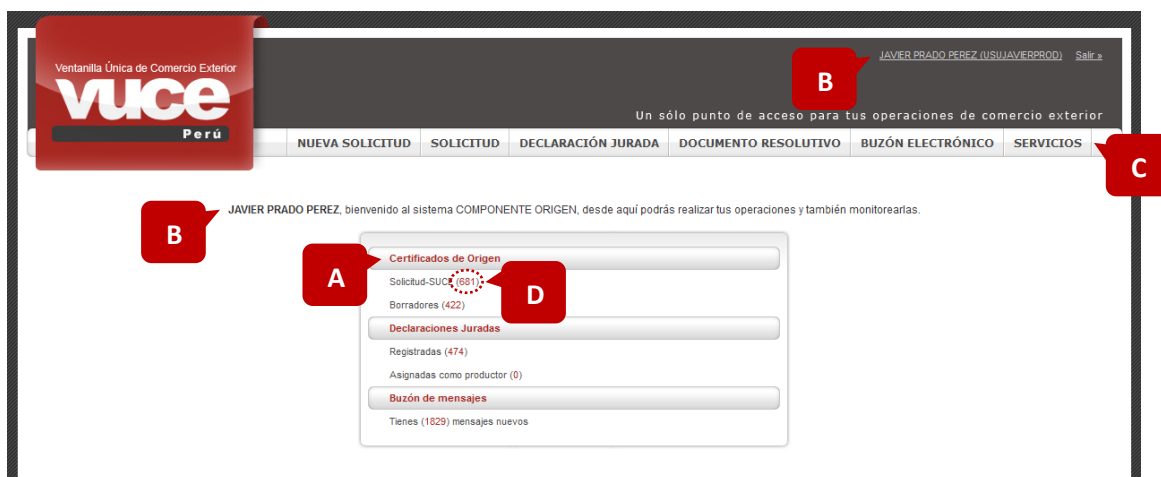 Ventanilla Única de Comercio Exterior
vuce
Perú
JAVIER PRADO PEREZ (USUJAVIERPROD) Salir »
B
Un sólo punto de acceso para tus operaciones de comercio exterior
NUEVA SOLICITUD SOLICITUD DECLARACIÓN JURADA DOCUMENTO RESOLUTIVO BUZÓN ELECTRÓNICO SERVICIOS
C
JAVIER PRADO PEREZ, bienvenido al sistema COMPONENTE ORIGEN, desde aquí podrás realizar tus operaciones y también monitorearlas.
B
Certificados de Origen
A
Solicitud-SUCE (681)
D
Borradores (422)
Declaraciones Juradas
Registradas (474)
Asignadas como productor (0)
Buzón de mensajes
Tienes (1829) mensajes nuevos